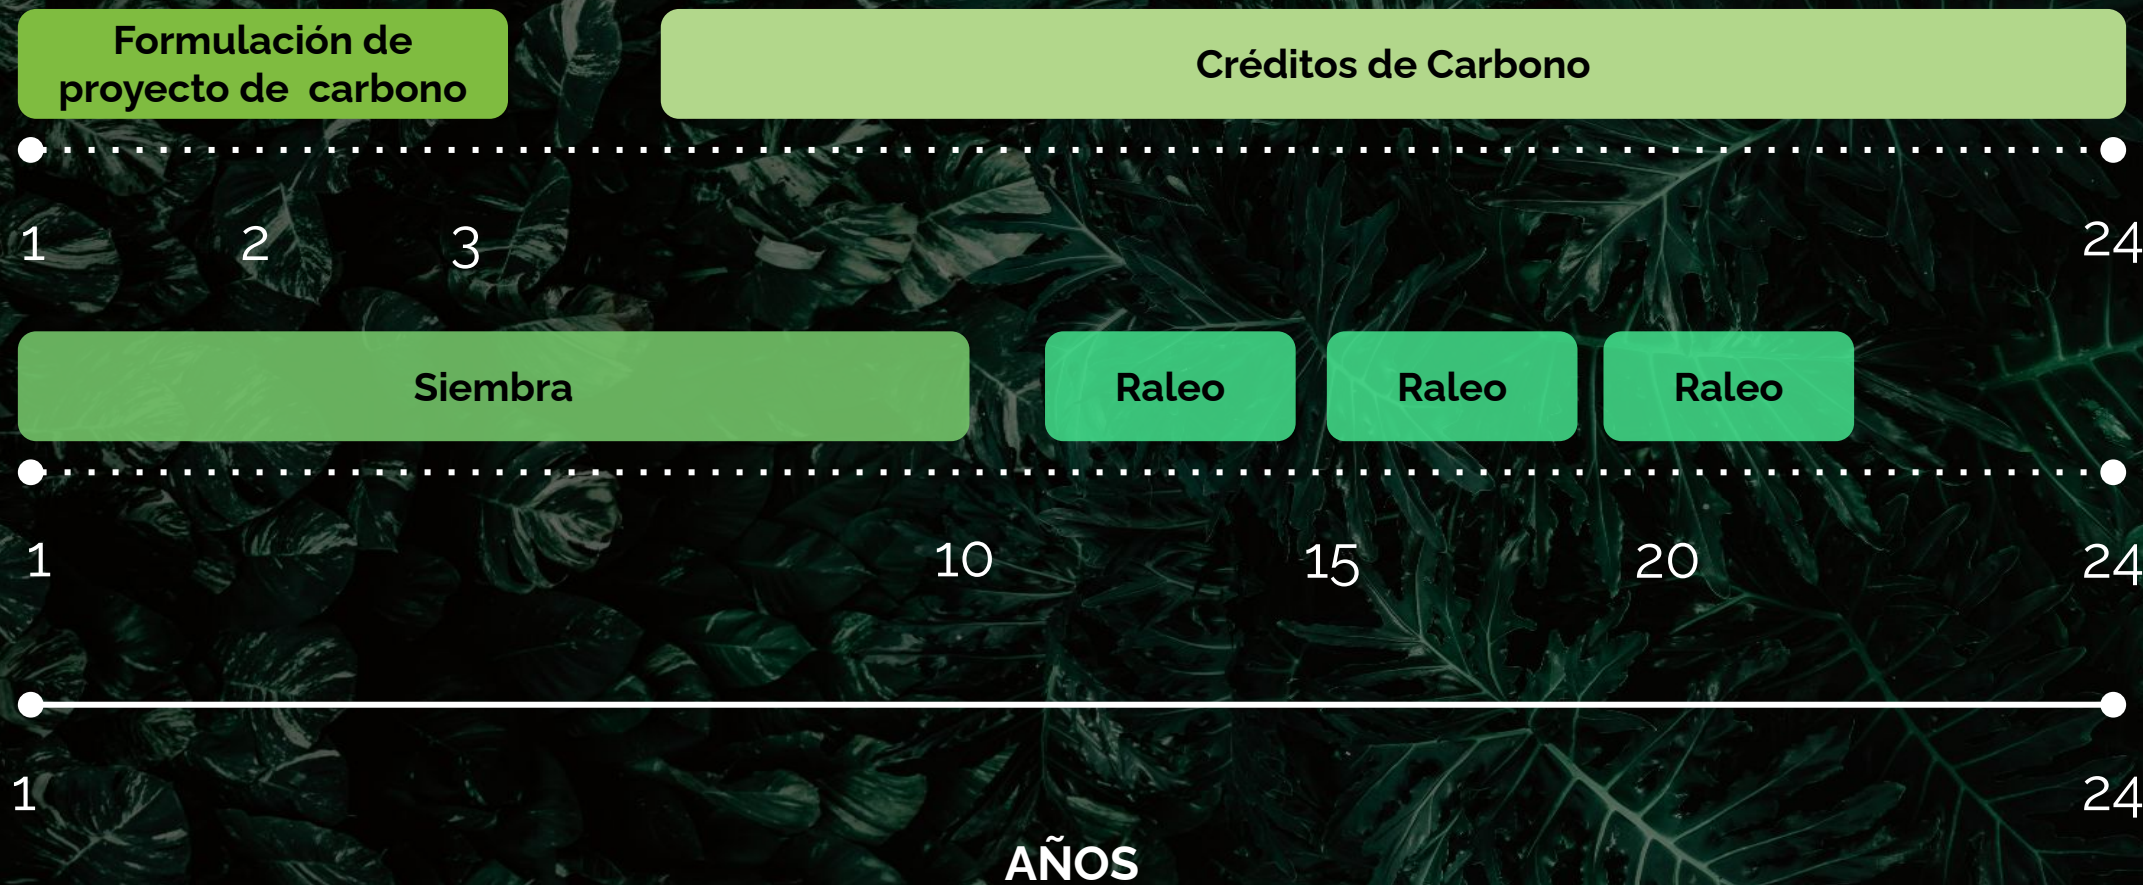 Formulación de
proyecto de carbono
Créditos de Carbono
1
2
3
24
Siembra
Raleo
Raleo
Raleo
1
10
15
20
24
1
24
AÑOS